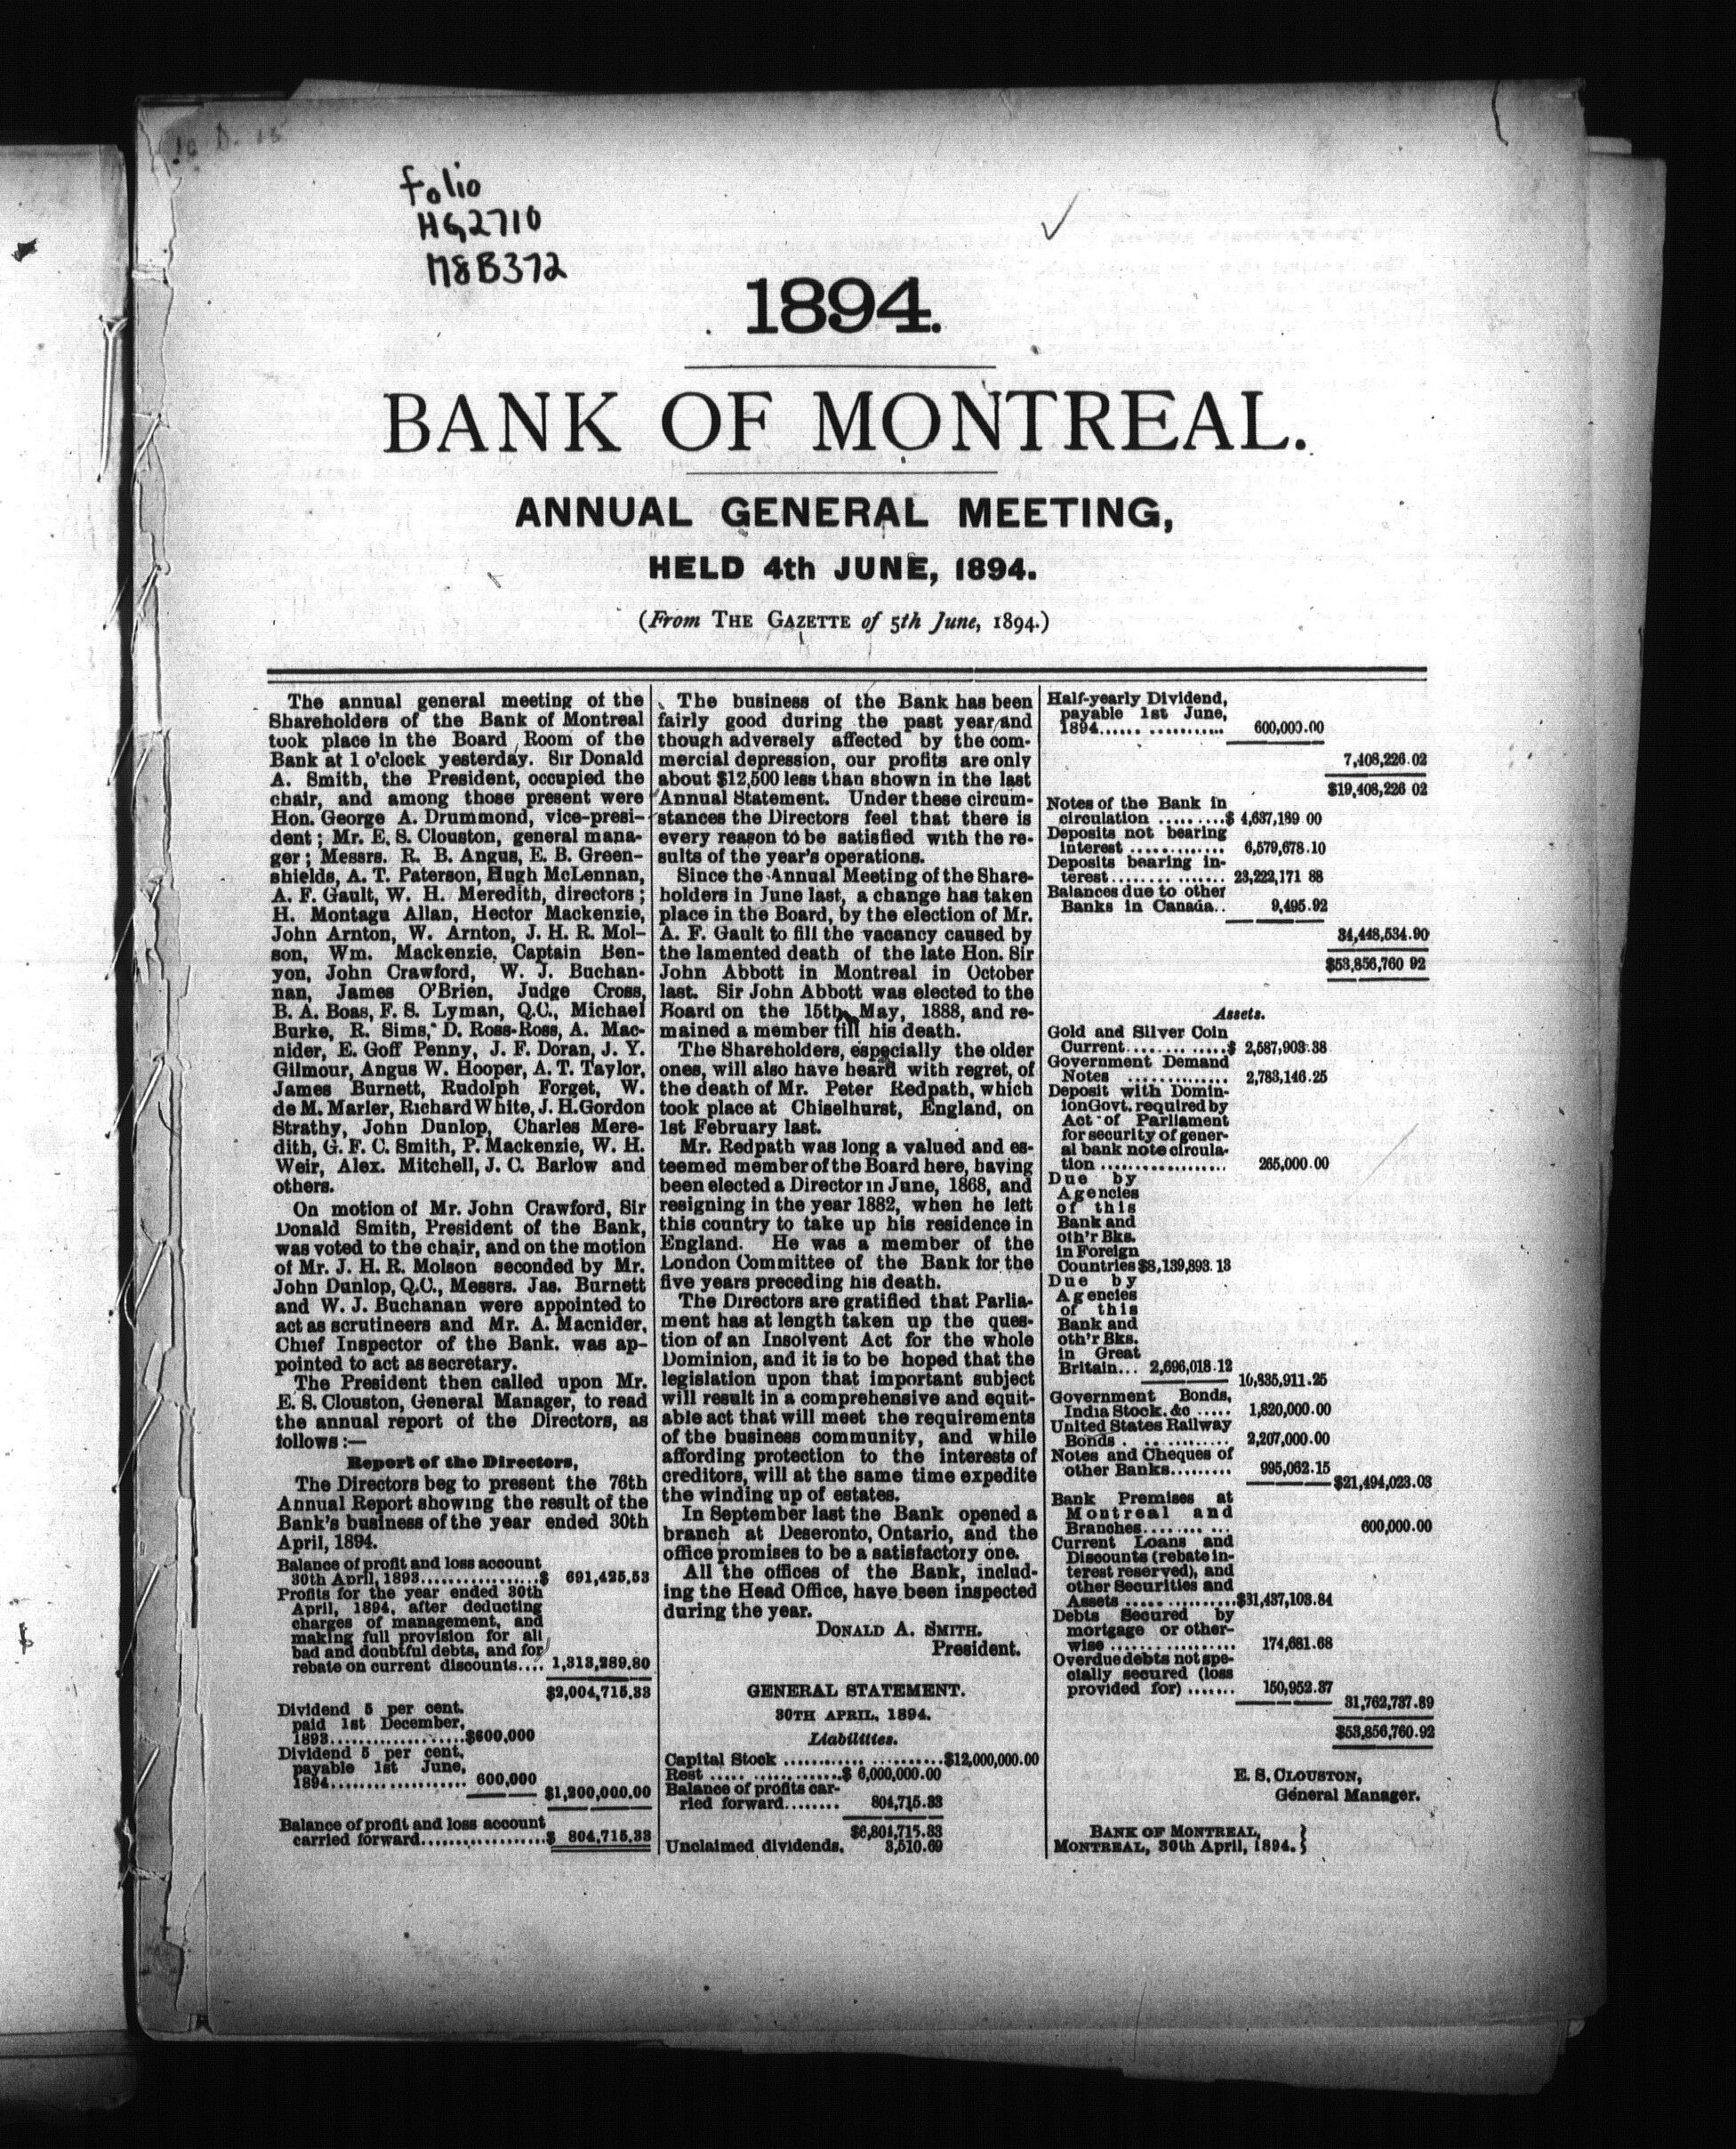 folio
HG2710
M8B372
1894.
BANK OF MONTREAL.
ANNUAL GENERAL MEETING,
HELD 4th JUNE, 1894.
(From THE GAZETTE of 5th June, 1894.)
The annual general meeting of the
Shareholders of the Bank of Montreal
took place in the Board Room of the
Bank at 1 o'clock yesterday. Sir Donald
A. Smith, the President, occupied the
chair, and among those present were
Hon. George A. Drummond, vice-presi-
dent; Mr. E. S. Clouston, general mana-
ger; Messrs. R. B. Angus, E. B. Green-
shields, A. T. Paterson, Hugh McLennan,
A. F. Gault, W. H. Meredith, directors;
H. Montagu Allan, Hector Mackenzie,
John Arnton, W. Arnton, J. H. R. Mol-
son, Wm. Mackenzie, Captain Ben-
yon, John Crawford, W. J. Buchan-
nan, James O'Brien, Judge Cross,
B. A. Boas, F. S. Lyman, Q.C., Michael
Burke, R. Sims, D. Ross-Ross, A. Mac-
nider, E. Goff Penny, J. F. Doran, J. Y.
Gilmour, Angus W. Hooper, A. T. Taylor,
James Burnett, Rudolph Forget, W.
de M. Marler, Richard White, J. H. Gordon
Strathy, John Dunlop, Charles Mere-
dith, G. F. C. Smith, P. Mackenzie, W. H.
Weir, Alex. Mitchell, J. C. Barlow and
others.
On motion of Mr. John Crawford, Sir
Donald Smith, President of the Bank,
was voted to the chair, and on the motion
of Mr. J. H. R. Molson seconded by Mr.
John Dunlop, Q.C., Messrs. Jas. Burnett
and W. J. Buchanan were appointed to
act as scrutineers and Mr. A. Macnider,
Chief Inspector of the Bank. was ap-
pointed to act as secretary.
The President then called upon Mr.
E. S. Clouston, General Manager, to read
the annual report of the Directors, as
follows:—
Report of the Directors,
The Directors beg to present the 76th
Annual Report showing the result of the
Bank's business of the year ended 30th
April, 1894.
Balance of profit and loss account
30th April, 1893.................$ 691,425.53
Profits for the year ended 30th
April, 1894, after deducting
charges of management, and
making full provision for all
bad and doubtful debts, and for
rebate on current discounts.... 1,313,289.80
$2,004,715.33
Dividend 5 per cent.
paid 1st December,
1893....................$600,000
Dividend 5 per cent.
payable 1st June,
1894.................. 600,000
$1,200,000.00
Balance of profit and loss account
carried forward..................$ 804,715.33
The business of the Bank has been
fairly good during the past year, and
though adversely affected by the com-
mercial depression, our profits are only
about $12,500 less than shown in the last
Annual Statement. Under these circum-
stances the Directors feel that there is
every reason to be satisfied with the re-
sults of the year's operations.
Since the Annual Meeting of the Share-
holders in June last, a change has taken
place in the Board, by the election of Mr.
A. F. Gault to fill the vacancy caused by
the lamented death of the late Hon. Sir
John Abbott in Montreal in October
last. Sir John Abbott was elected to the
Board on the 15th May, 1888, and re-
mained a member till his death.
The Shareholders, especially the older
ones, will also have heard with regret, of
the death of Mr. Peter Redpath, which
took place at Chiselhurst, England, on
1st February last.
Mr. Redpath was long a valued and es-
teemed member of the Board here, having
been elected a Director in June, 1868, and
resigning in the year 1882, when he left
this country to take up his residence in
England. He was a member of the
London Committee of the Bank for the
five years preceding his death.
The Directors are gratified that Parlia-
ment has at length taken up the ques-
tion of an Insolvent Act for the whole
Dominion, and it is to be hoped that the
legislation upon that important subject
will result in a comprehensive and equit-
able act that will meet the requirements
of the business community, and while
affording protection to the interests of
creditors, will at the same time expedite
the winding up of estates.
In September last the Bank opened a
branch at Deseronto, Ontario, and the
office promises to be a satisfactory one.
All the offices of the Bank, includ-
ing the Head Office, have been inspected
during the year.
DONALD A. SMITH.
President.
GENERAL STATEMENT.
30TH APRIL, 1894.
Liabilities.
Capital Stock ......................$12,000,000.00
Rest ..................$ 6,000,000.00
Balance of profits car-
ried forward........ 804,715.33
$6,804,715.33
Unclaimed dividends, 3,510.69
Half-yearly Dividend,
payable 1st June,
1894................. 600,000.00
7,408,226.02
$19,408,226 02
Notes of the Bank in
circulation ..........$ 4,637,189 00
Deposits not bearing
interest ............. 6,579,678.10
Deposits bearing in-
terest................ 23,222,171 88
Balances due to other
Banks in Canada.. 9,495.92
34,448,534.90
$53,856,760 92
Assets.
Gold and Silver Coin
Current...............$ 2,587,903.38
Government Demand
Notes .............. 2,783,146.25
Deposit with Domin-
ion Govt. required by
Act of Parliament
for security of gener-
al bank note circula-
tion .................. 265,000.00
Due by
Agencies
of this
Bank and
oth'r Bks.
in Foreign
Countries $8,139,893.13
Due by
Agencies
of this
Bank and
oth'r Bks.
in Great
Britain... 2,696,018.12
10,835,911.25
Government Bonds,
India Stock. &c ..... 1,820,000.00
United States Railway
Bonds . ............ 2,207,000.00
Notes and Cheques of
other Banks......... 995,062.15
$21,494,023.03
Bank Premises at
Montreal and
Branches............ 600,000.00
Current Loans and
Discounts (rebate in-
terest reserved), and
other Securities and
Assets ................$31,437,103.84
Debts Secured by
mortgage or other-
wise .................. 174,681.68
Overdue debts not spe-
cially secured (loss
provided for) ....... 150,952.37
31,762,737.89
$53,856,760.92
E. S. CLOUSTON,
General Manager.
BANK OF MONTREAL,
MONTREAL, 30th April, 1894.}